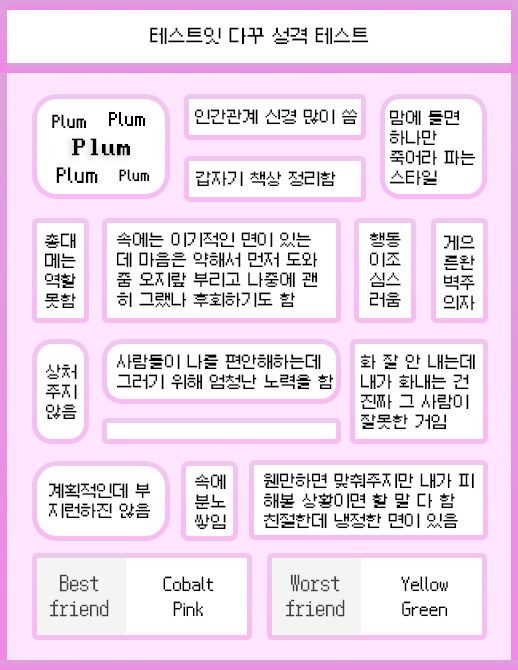 테스트잇 다꾸 성격 테스트
Plum Plum
Plum
Plum Plum
인간관계 신경 많이 씀
갑자기 책상 정리함
맘에 들면
하나만
죽어라 파는
스타일
총대
메는
역할
못함
속에는 이기적인 면이 있는
데 마음은 약해서 먼저 도와
줌 오지랖 부리고 나중에 괜
히 그랬나 후회하기도 함
행동
이조
심스
러움
게으
른완
벽주
의자
상처
주지
않음
사람들이 나를 편안해하는데
그러기 위해 엄청난 노력을 함
화 잘 안 내는데
내가 화내는 건
진짜 그 사람이
잘못한 거임
계획적인데 부
지런하진 않음
속에
분노
쌓임
웬만하면 맞춰주지만 내가 피
해볼 상황이면 할 말 다 함
친절한데 냉정한 면이 있음
Best
friend
Cobalt
Pink
Worst
friend
Yellow
Green